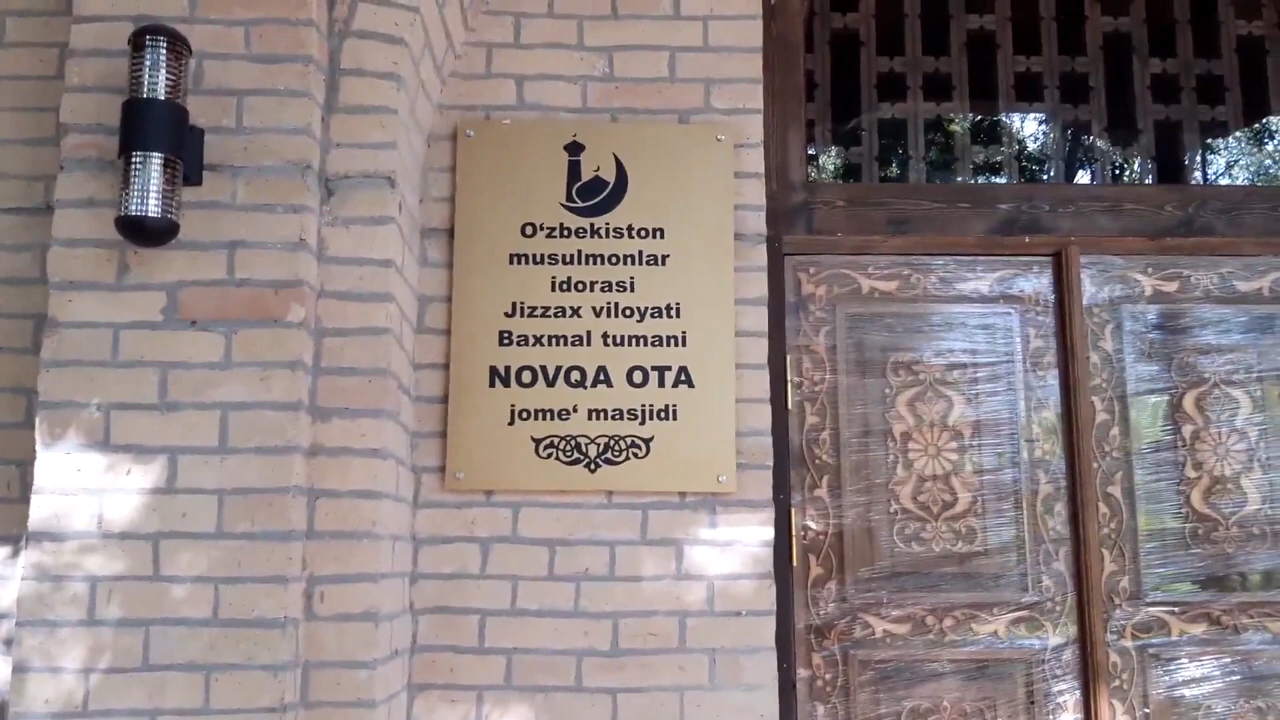 O‘zbekiston
musulmonlar
idorasi
Jizzax viloyati
Baxmal tumani
NOVQA OTA
jome‘ masjidi